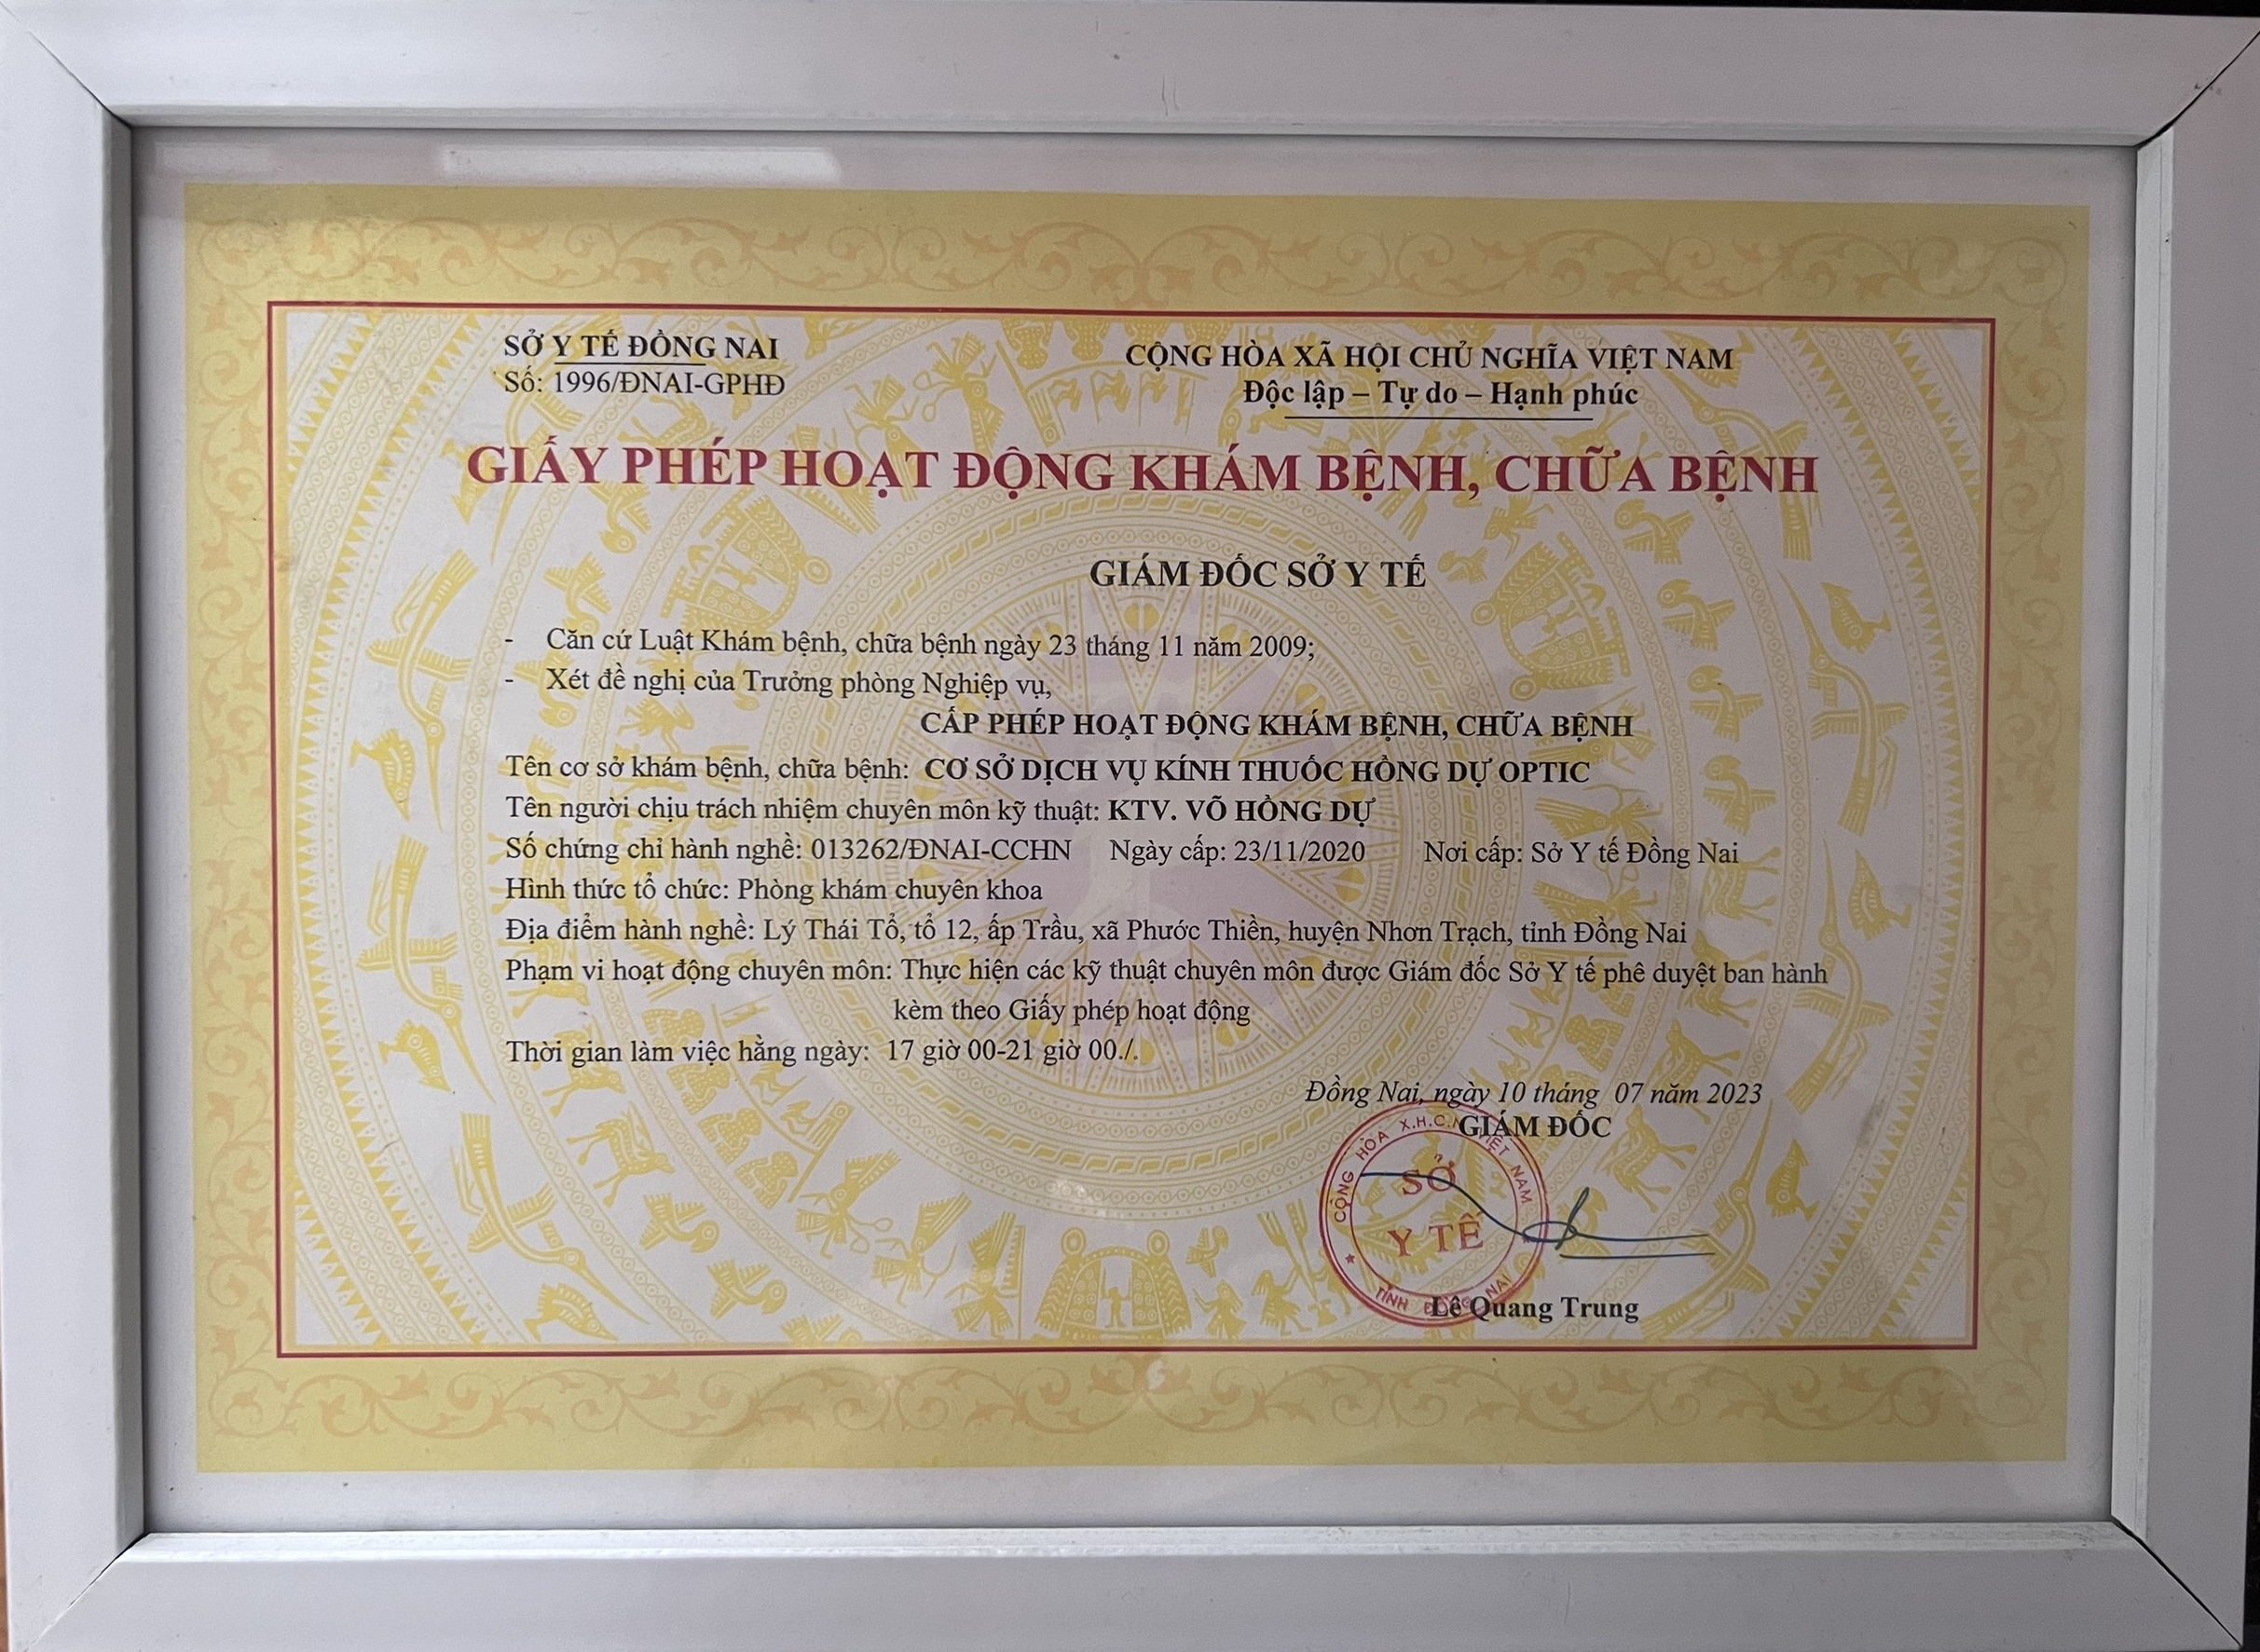 SỞ Y TẾ ĐỒNG NAI
Số: 1996/ĐNAI-GPHĐ
CỘNG HÒA XÃ HỘI CHỦ NGHĨA VIỆT NAM
Độc lập – Tự do – Hạnh phúc
GIẤY PHÉP HOẠT ĐỘNG KHÁM BỆNH, CHỮA BỆNH
GIÁM ĐỐC SỞ Y TẾ
- Căn cứ Luật Khám bệnh, chữa bệnh ngày 23 tháng 11 năm 2009;
- Xét đề nghị của Trưởng phòng Nghiệp vụ,
CẤP PHÉP HOẠT ĐỘNG KHÁM BỆNH, CHỮA BỆNH
Tên cơ sở khám bệnh, chữa bệnh: CƠ SỞ DỊCH VỤ KÍNH THUỐC HỒNG DỰ OPTIC
Tên người chịu trách nhiệm chuyên môn kỹ thuật: KTV. VÕ HỒNG DỰ
Số chứng chỉ hành nghề: 013262/ĐNAI-CCHN Ngày cấp: 23/11/2020 Nơi cấp: Sở Y tế Đồng Nai
Hình thức tổ chức: Phòng khám chuyên khoa
Địa điểm hành nghề: Lý Thái Tổ, tổ 12, ấp Trầu, xã Phước Thiền, huyện Nhơn Trạch, tỉnh Đồng Nai
Phạm vi hoạt động chuyên môn: Thực hiện các kỹ thuật chuyên môn được Giám đốc Sở Y tế phê duyệt ban hành
kèm theo Giấy phép hoạt động
Thời gian làm việc hằng ngày: 17 giờ 00-21 giờ 00./.
Đồng Nai, ngày 10 tháng 07 năm 2023
GIÁM ĐỐC
CỘNG HÒA X.H.C.N VIỆT NAM
SỞ
Y TẾ
TỈNH ĐỒNG NAI
Lê Quang Trung